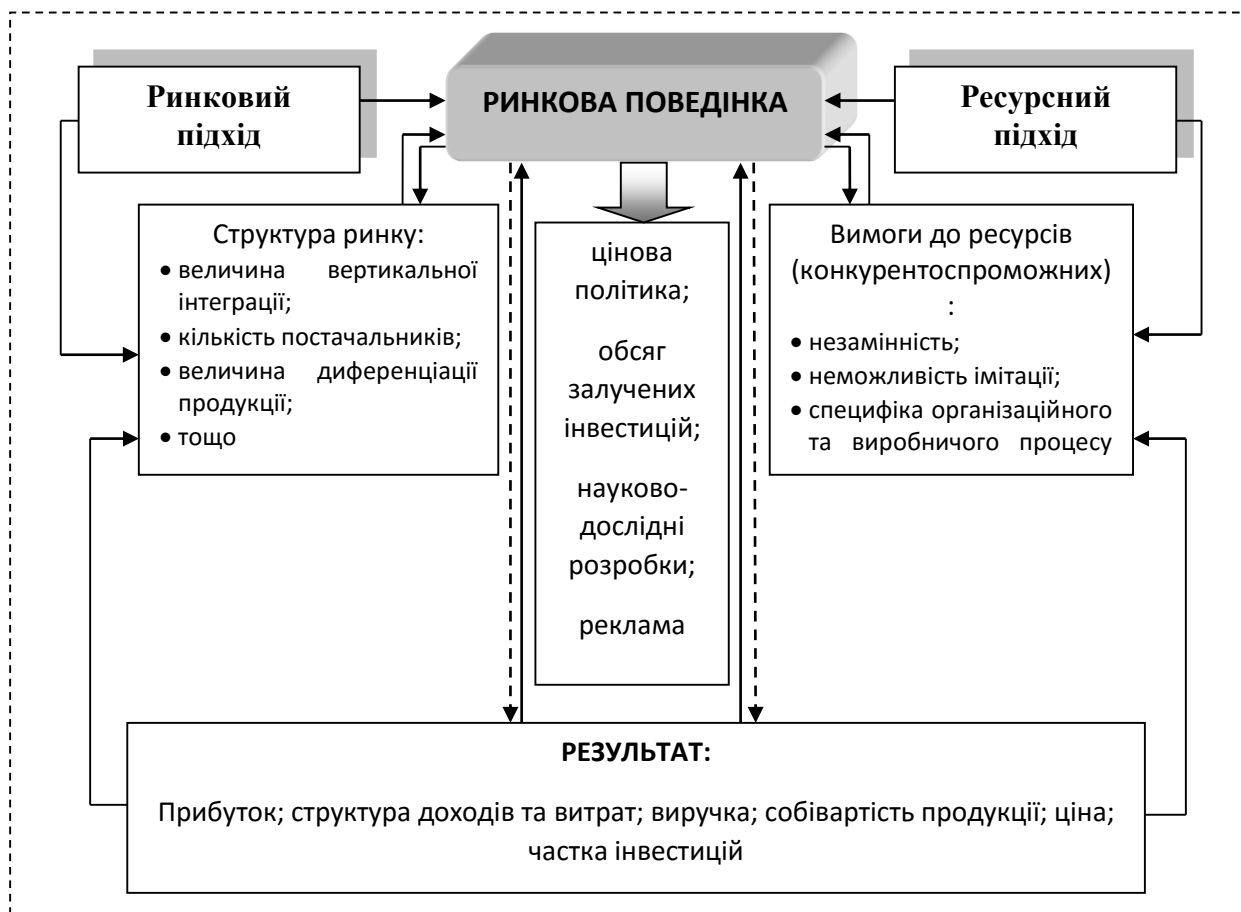 Ринковий
підхід
РИНКОВА ПОВЕДІНКА
Ресурсний
підхід
Структура ринку:
• величина вертикальної
інтеграції;
• кількість постачальників;
• величина диференціації
продукції;
• тощо
цінова
політика;
обсяг
залучених
інвестицій;
науково-
дослідні
розробки;
реклама
Вимоги до ресурсів
(конкурентоспроможних)
:
• незамінність;
• неможливість імітації;
• специфіка організаційного
та виробничого процесу
РЕЗУЛЬТАТ:
Прибуток; структура доходів та витрат; виручка; собівартість продукції; ціна;
частка інвестицій